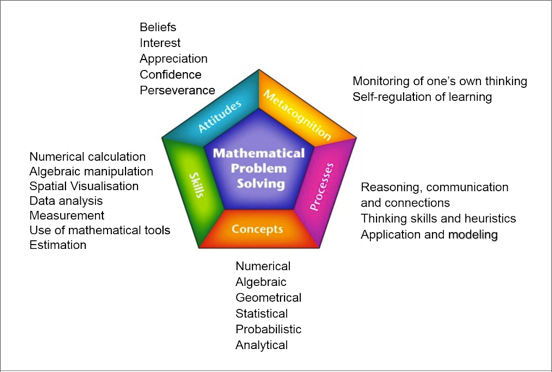 Beliefs
Interest
Appreciation
Confidence
Perseverance
Monitoring of one's own thinking
Self-regulation of learning
Attitudes
Metacognition
Mathematical
Problem
Solving
Skills
Processes
Concepts
Numerical calculation
Algebraic manipulation
Spatial Visualisation
Data analysis
Measurement
Use of mathematical tools
Estimation
Reasoning, communication
and connections
Thinking skills and heuristics
Application and modeling
Numerical
Algebraic
Geometrical
Statistical
Probabilistic
Analytical